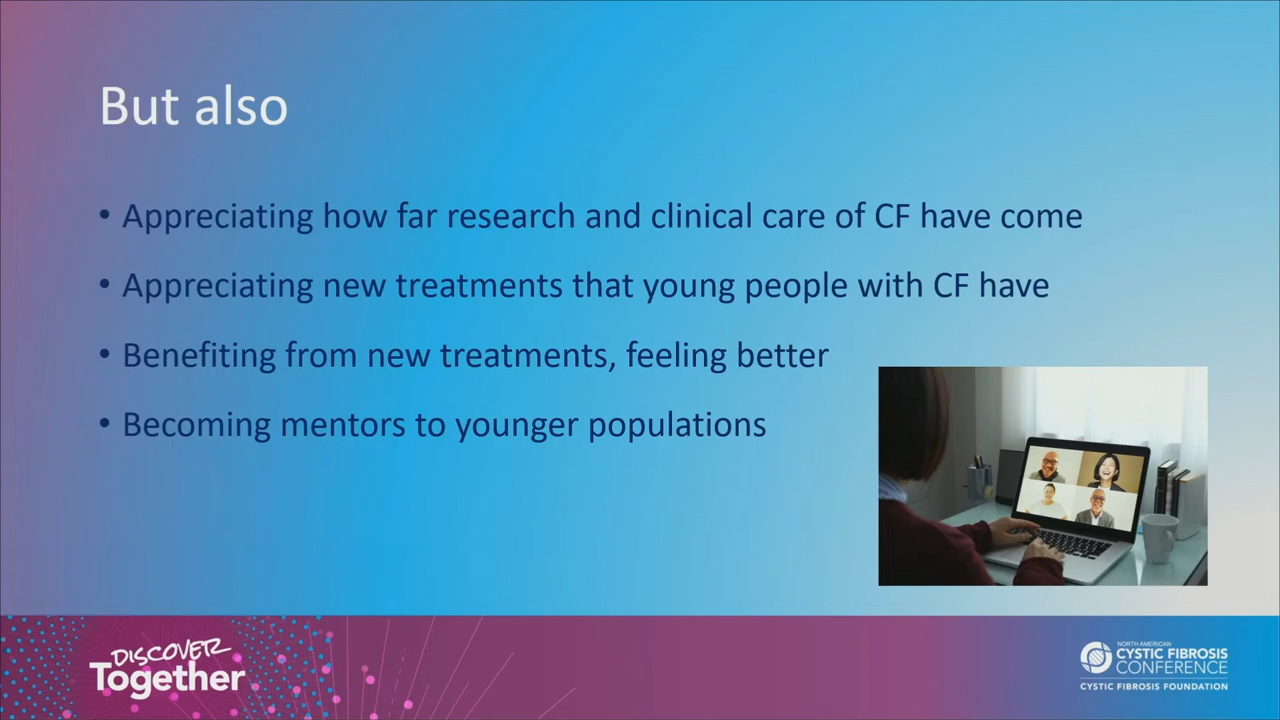 But also
• Appreciating how far research and clinical care of CF have come
• Appreciating new treatments that young people with CF have
• Benefiting from new treatments, feeling better
• Becoming mentors to younger populations
DISCOVER
Together
NORTH AMERICAN
CYSTIC FIBROSIS
CONFERENCE
CYSTIC FIBROSIS FOUNDATION